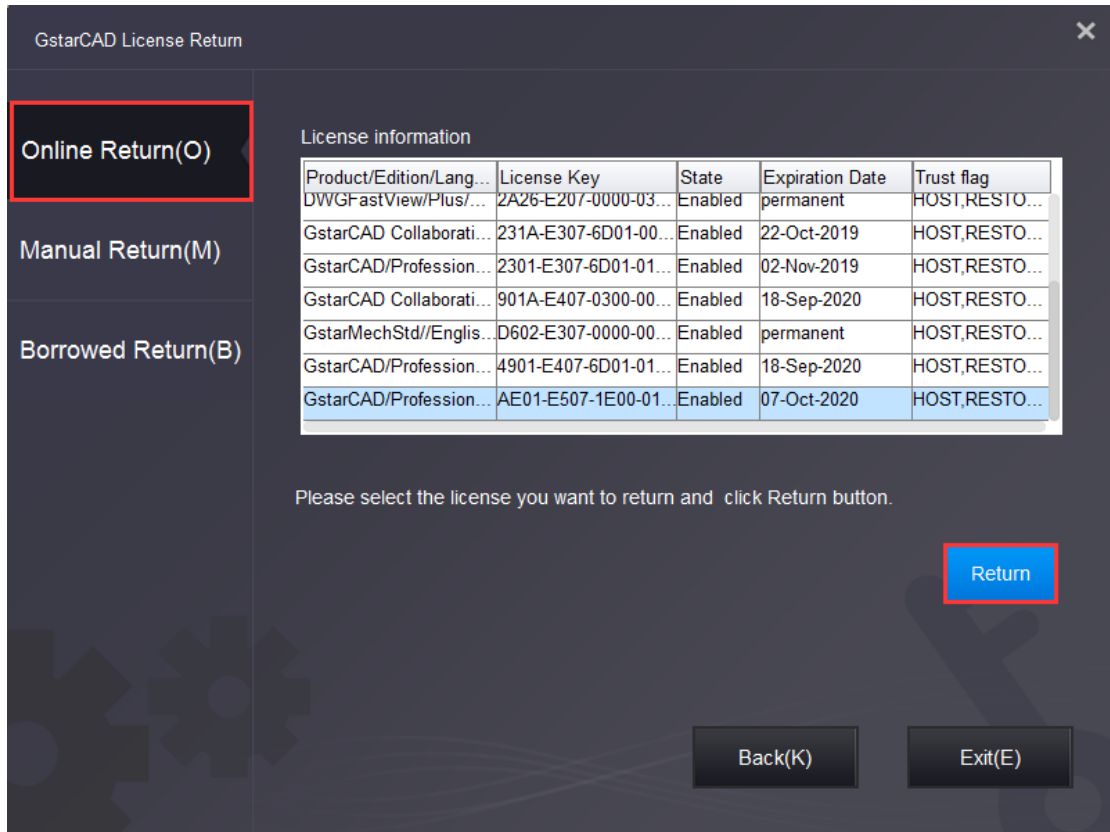 GstarCAD License Return
Online Return(O)
Manual Return(M)
Borrowed Return(B)
License information
Product/Edition/Lang... License Key State Expiration Date Trust flag
DWGFastView/Plus/... 2A26-E207-0000-03... Enabled permanent HOST,RESTO...
GstarCAD Collaborati... 231A-E307-6D01-00... Enabled 22-Oct-2019 HOST,RESTO...
GstarCAD/Profession... 2301-E307-6D01-01... Enabled 02-Nov-2019 HOST,RESTO...
GstarCAD Collaborati... 901A-E407-0300-00... Enabled 18-Sep-2020 HOST,RESTO...
GstarMechStd//Englis... D602-E307-0000-00... Enabled permanent HOST,RESTO...
GstarCAD/Profession... 4901-E407-6D01-01... Enabled 18-Sep-2020 HOST,RESTO...
GstarCAD/Profession... AE01-E507-1E00-01... Enabled 07-Oct-2020 HOST,RESTO...
Please select the license you want to return and click Return button.
Return
Back(K) Exit(E)